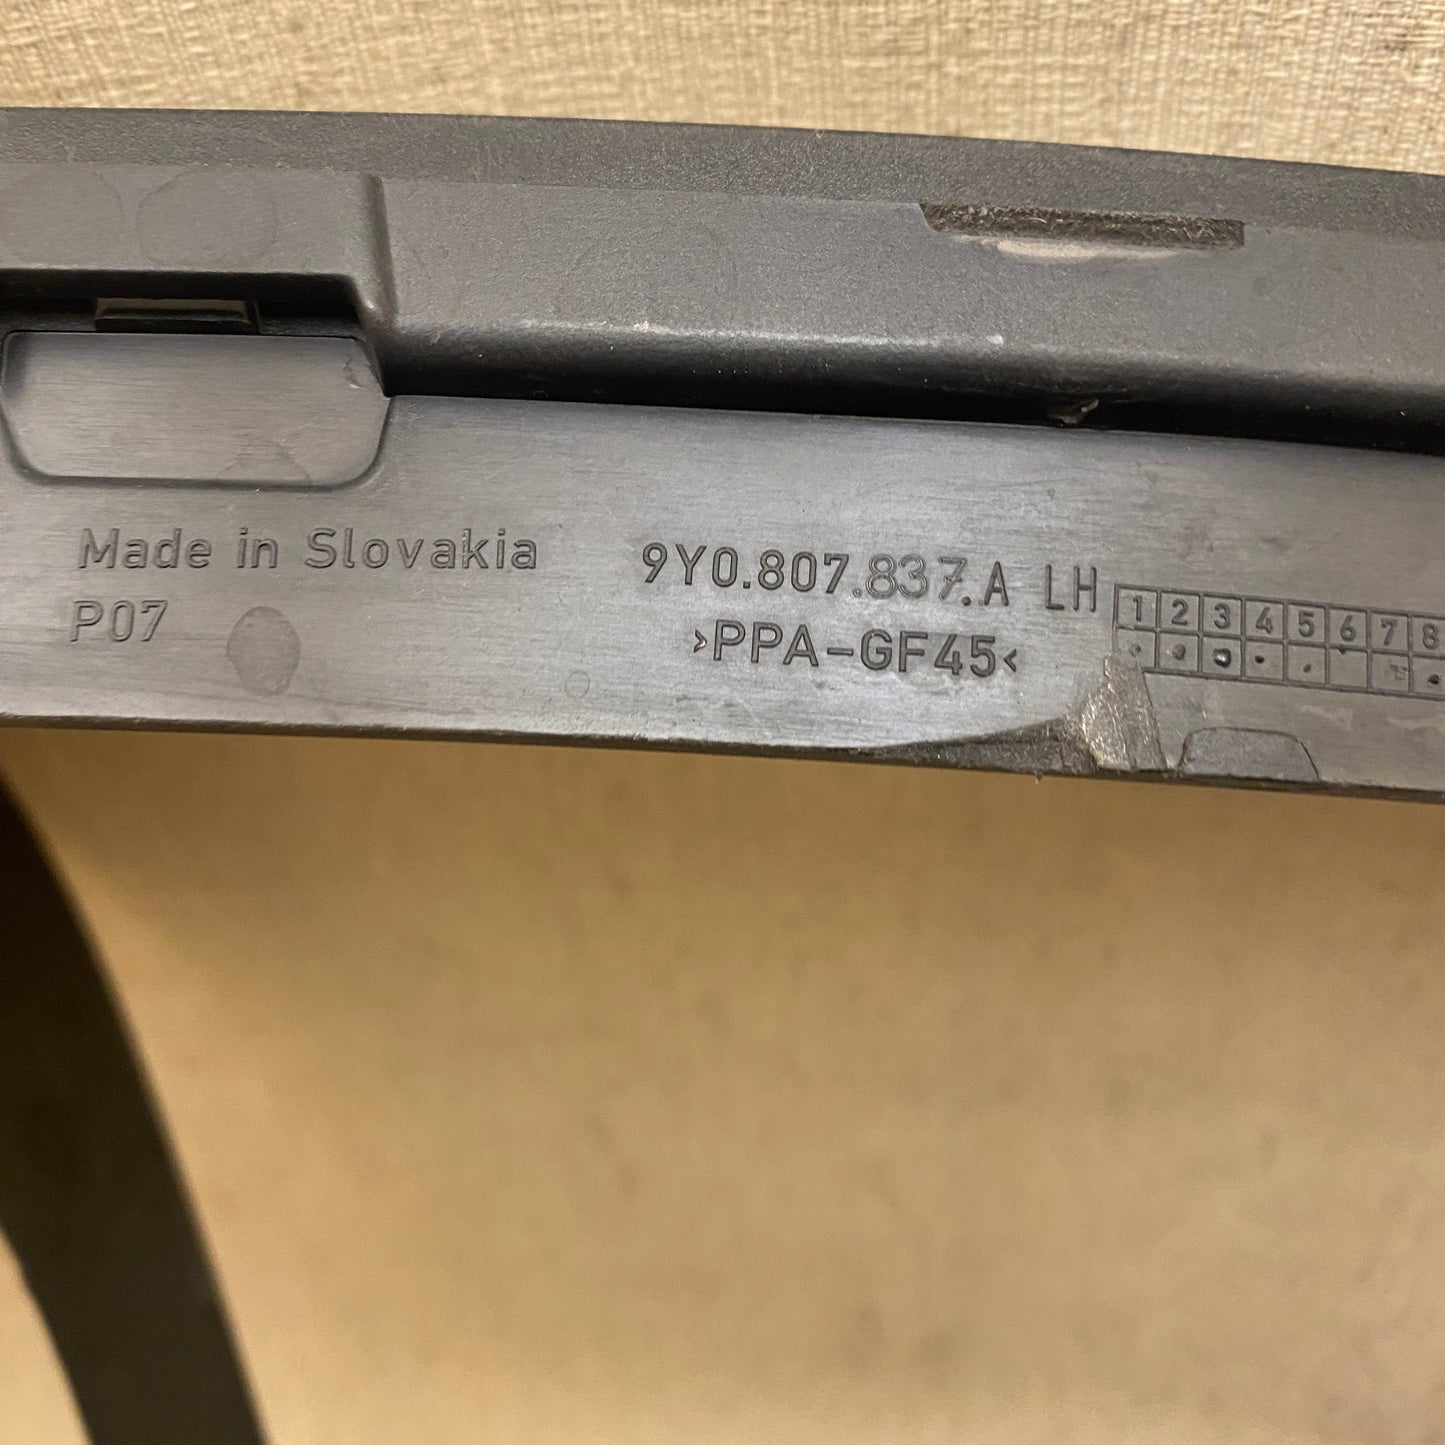 Made in Slovakia
P07
9Y0.807.837.A LH
>PPA-GF45<
1 2 3 4 5 6 7 8